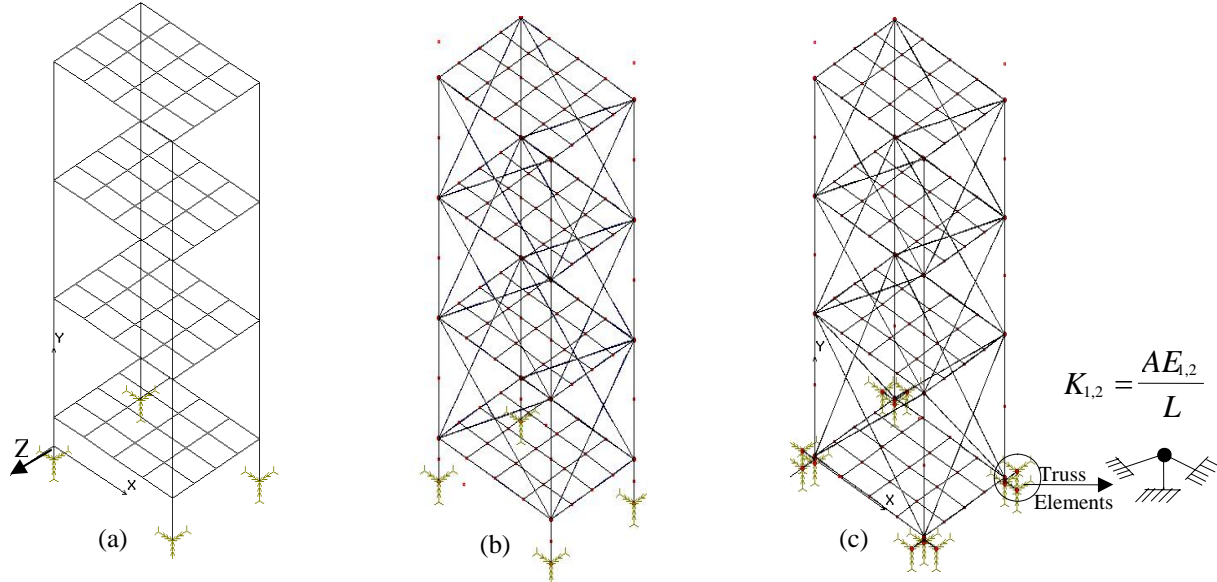 Y
Z
X
(a)
(b)
Y
X
(c)
Truss
Elements
K1,2 = AE1,2 / L